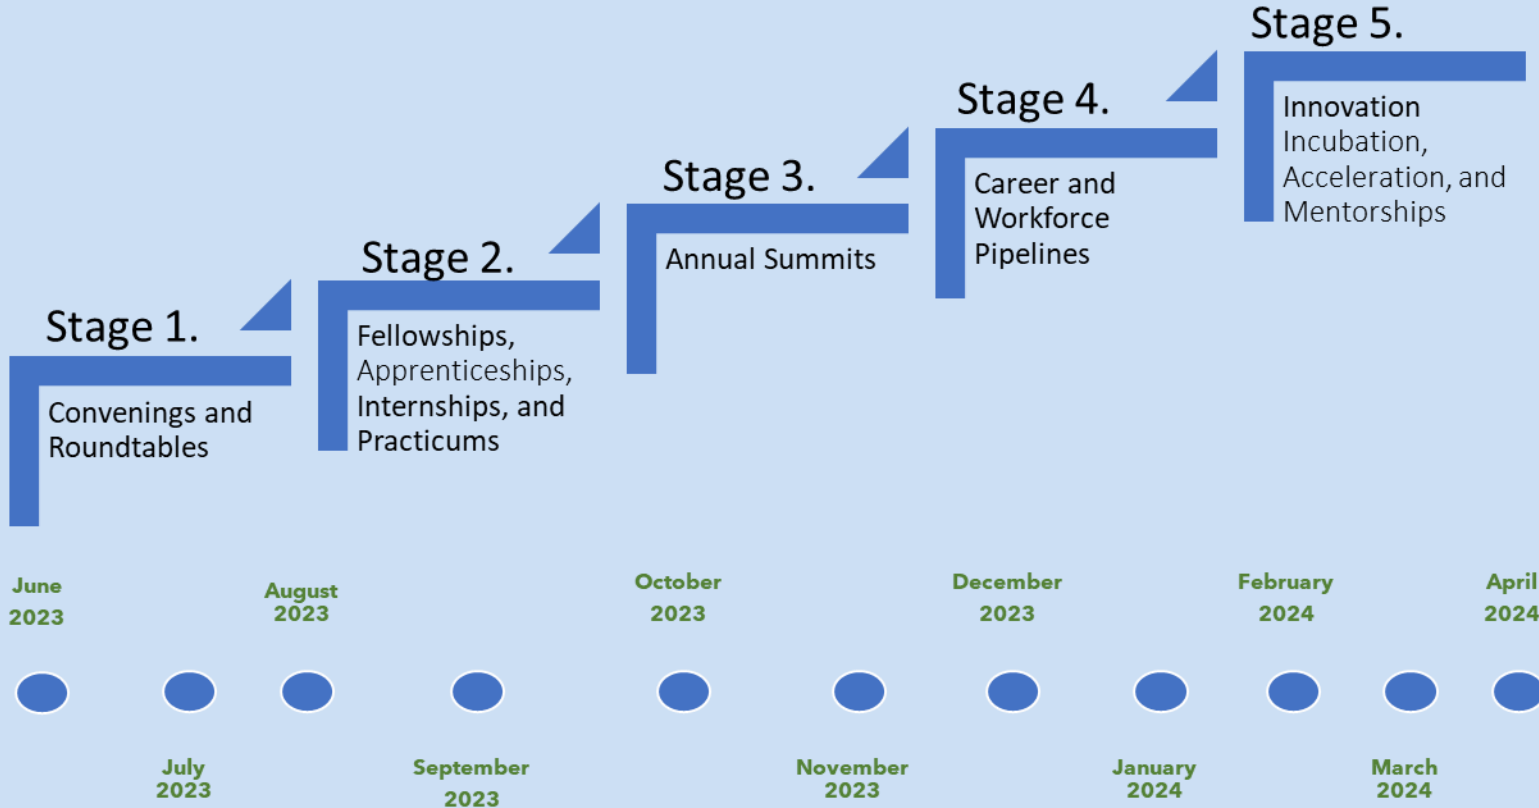 Stage 1.
Convenings and
Roundtables
Stage 2.
Fellowships,
Apprenticeships,
Internships, and
Practicums
Stage 3.
Annual Summits
Stage 4.
Career and
Workforce
Pipelines
Stage 5.
Innovation
Incubation,
Acceleration, and
Mentorships
June
2023
July
2023
August
2023
September
2023
October
2023
November
2023
December
2023
January
2024
February
2024
March
2024
April
2024